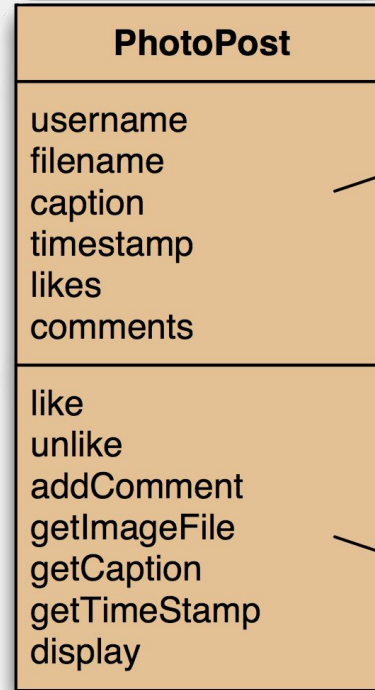 PhotoPost
username
filename
caption
timestamp
likes
comments
like
unlike
addComment
getImageFile
getCaption
getTimeStamp
display